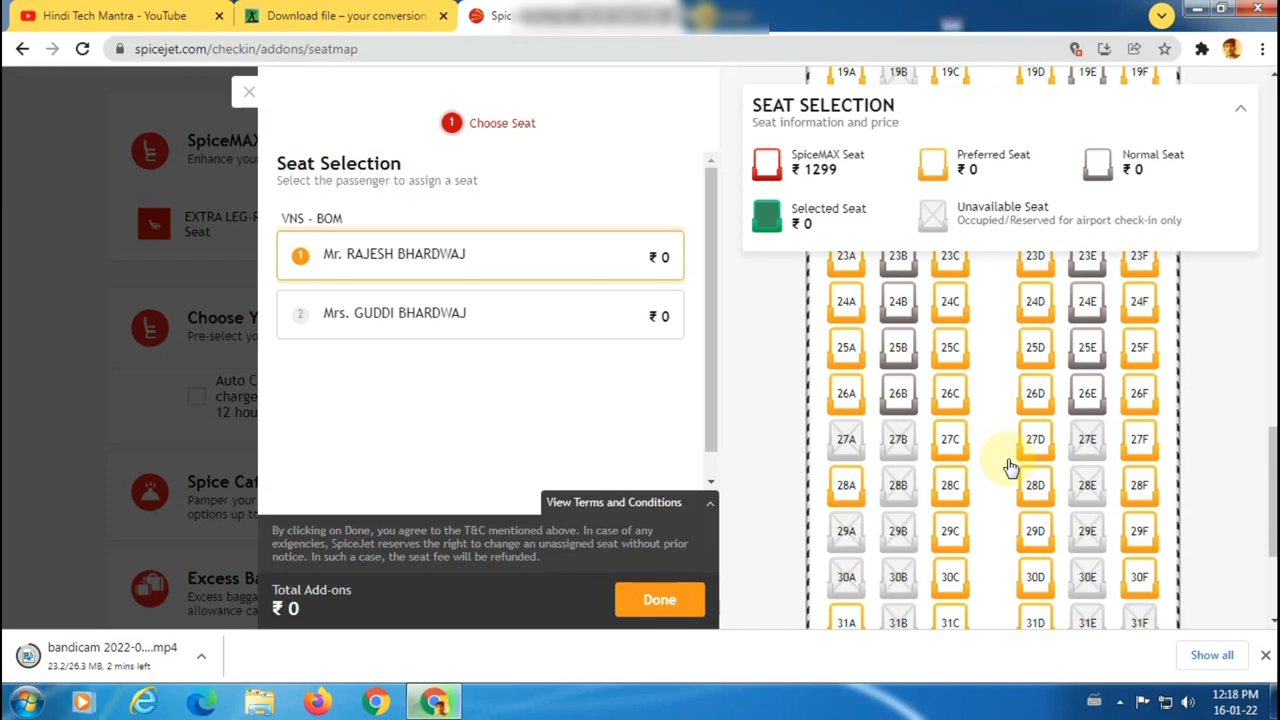 Hindi Tech Mantra - YouTube
Download file – your conversion
Spic
spicejet.com/checkin/addons/seatmap
SpiceMAX
Enhance your
EXTRA LEG-R
Seat
Choose Y
Pre-select yo
Auto C
charge
12 hour
Spice Caf
Pamper your
options up to
Excess Ba
Excess bagga
allowance ca
1 Choose Seat
Seat Selection
Select the passenger to assign a seat
VNS - BOM
1 Mr. RAJESH BHARDWAJ ₹ 0
2 Mrs. GUDDI BHARDWAJ ₹ 0
View Terms and Conditions
By clicking on Done, you agree to the T&C mentioned above. In case of any
exigencies, SpiceJet reserves the right to change an unassigned seat without prior
notice. In such a case, the seat fee will be refunded.
Total Add-ons
₹ 0
Done
19A 19B 19C 19D 19E 19F
SEAT SELECTION
Seat information and price
SpiceMAX Seat
₹ 1299
Preferred Seat
₹ 0
Normal Seat
₹ 0
Selected Seat
₹ 0
Unavailable Seat
Occupied/Reserved for airport check-in only
23A 23B 23C 23D 23E 23F
24A 24B 24C 24D 24E 24F
25A 25B 25C 25D 25E 25F
26A 26B 26C 26D 26E 26F
27A 27B 27C 27D 27E 27F
28A 28B 28C 28D 28E 28F
29A 29B 29C 29D 29E 29F
30A 30B 30C 30D 30E 30F
31A 31B 31C 31D 31E 31F
bandicam 2022-0....mp4
23.2/26.3 MB, 2 mins left
Show all
12:18 PM
16-01-22